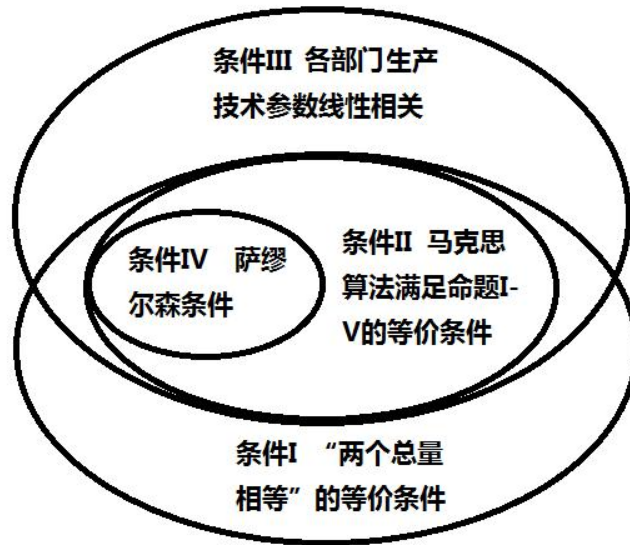 条件III 各部门生产
技术参数线性相关
条件IV 萨缪
尔森条件
条件II 马克思
算法满足命题I-
V的等价条件
条件I “两个总量
相等”的等价条件